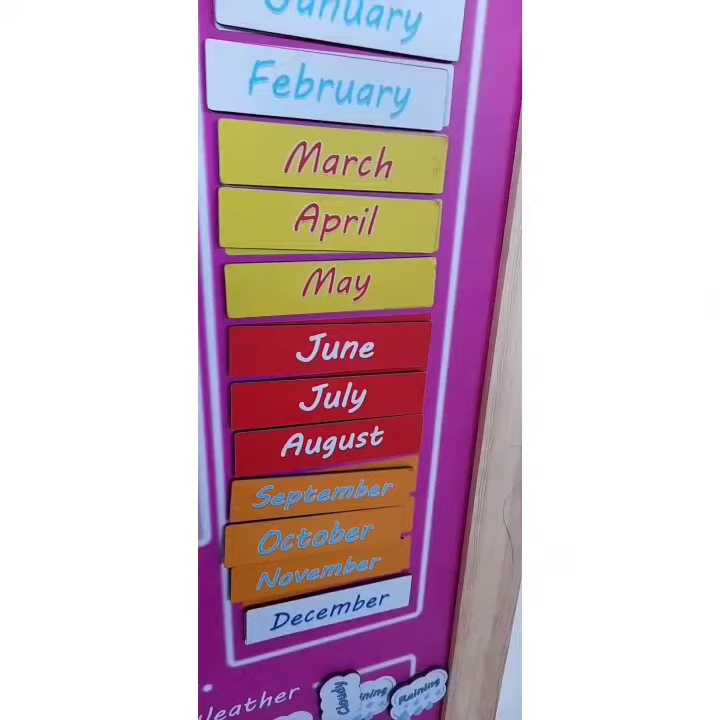 January
February
March
April
May
June
July
August
September
October
November
December
Weather
Cloudy
Raining